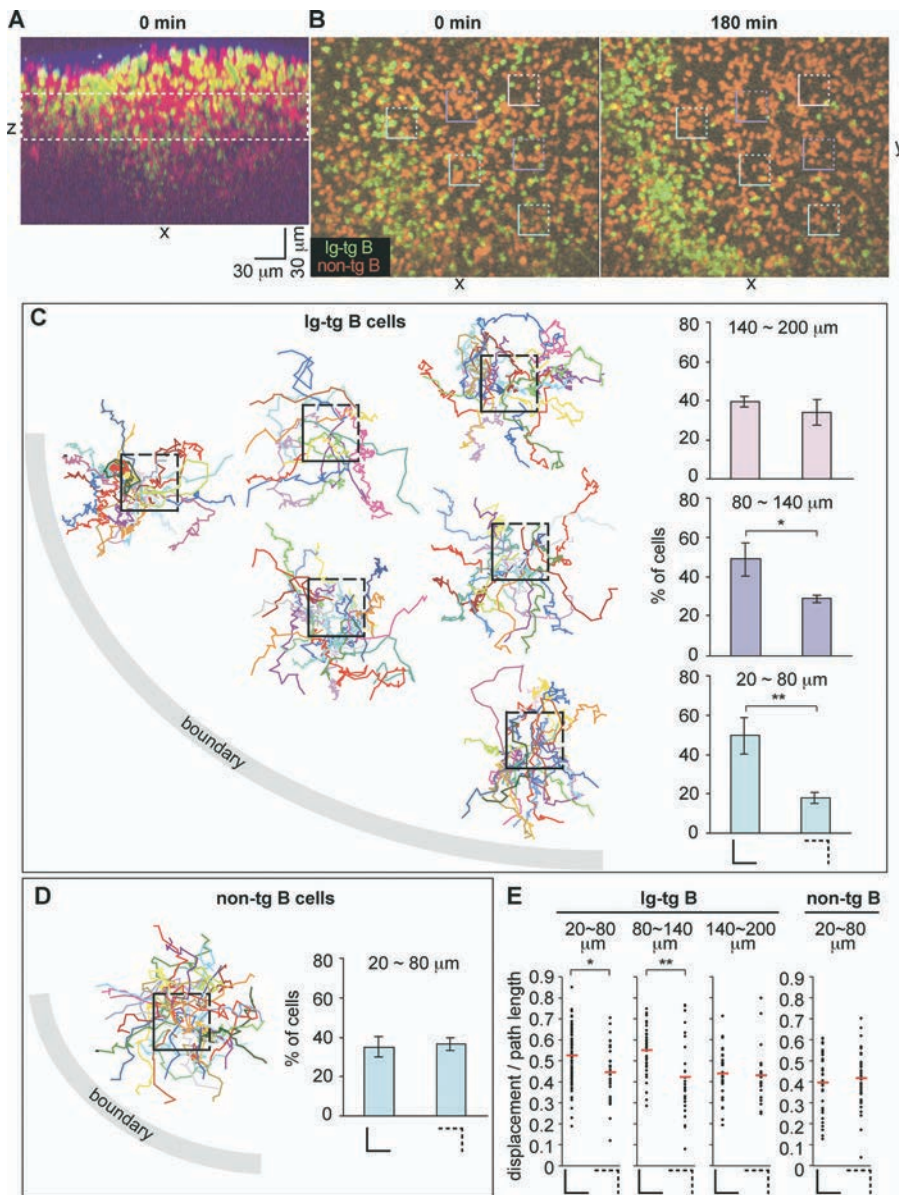 A
0 min
z
x
30 μm
30 μm
B
0 min
180 min
Ig-tg B
non-tg B
x
x
y
C
Ig-tg B cells
boundary
% of cells
140 ~ 200 μm
80
60
40
20
0
80 ~ 140 μm
*
80
60
40
20
0
20 ~ 80 μm
**
80
60
40
20
0
D
non-tg B cells
boundary
20 ~ 80 μm
% of cells
80
60
40
20
0
E
Ig-tg B
non-tg B
20~80 μm
80~140 μm
140~200 μm
20~80 μm
*
**
displacement / path length
0.9
0.8
0.7
0.6
0.5
0.4
0.3
0.2
0.1
0
0.9
0.8
0.7
0.6
0.5
0.4
0.3
0.2
0.1
0